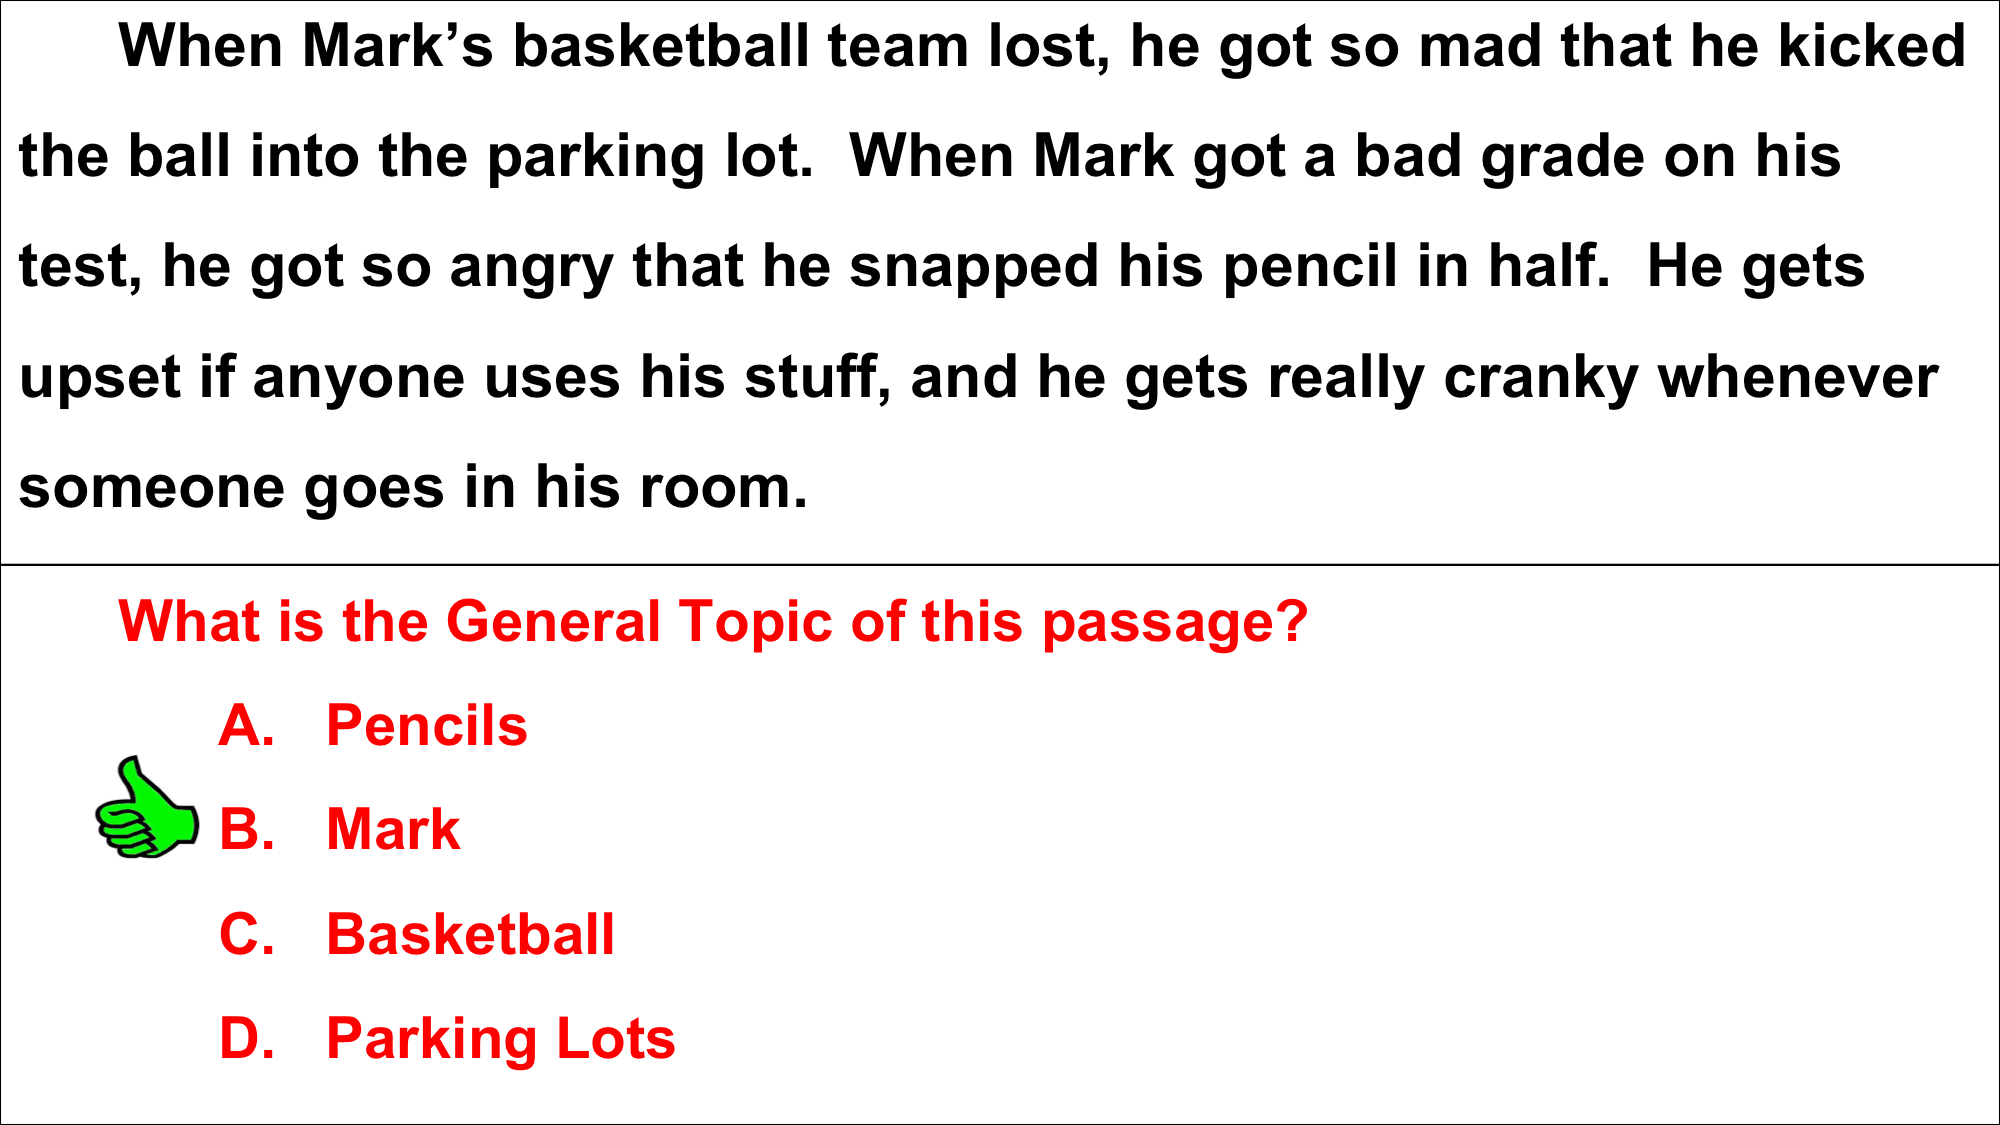 When Mark’s basketball team lost, he got so mad that he kicked
the ball into the parking lot.  When Mark got a bad grade on his
test, he got so angry that he snapped his pencil in half.  He gets
upset if anyone uses his stuff, and he gets really cranky whenever
someone goes in his room.
What is the General Topic of this passage?
A. Pencils
B. Mark
C. Basketball
D. Parking Lots